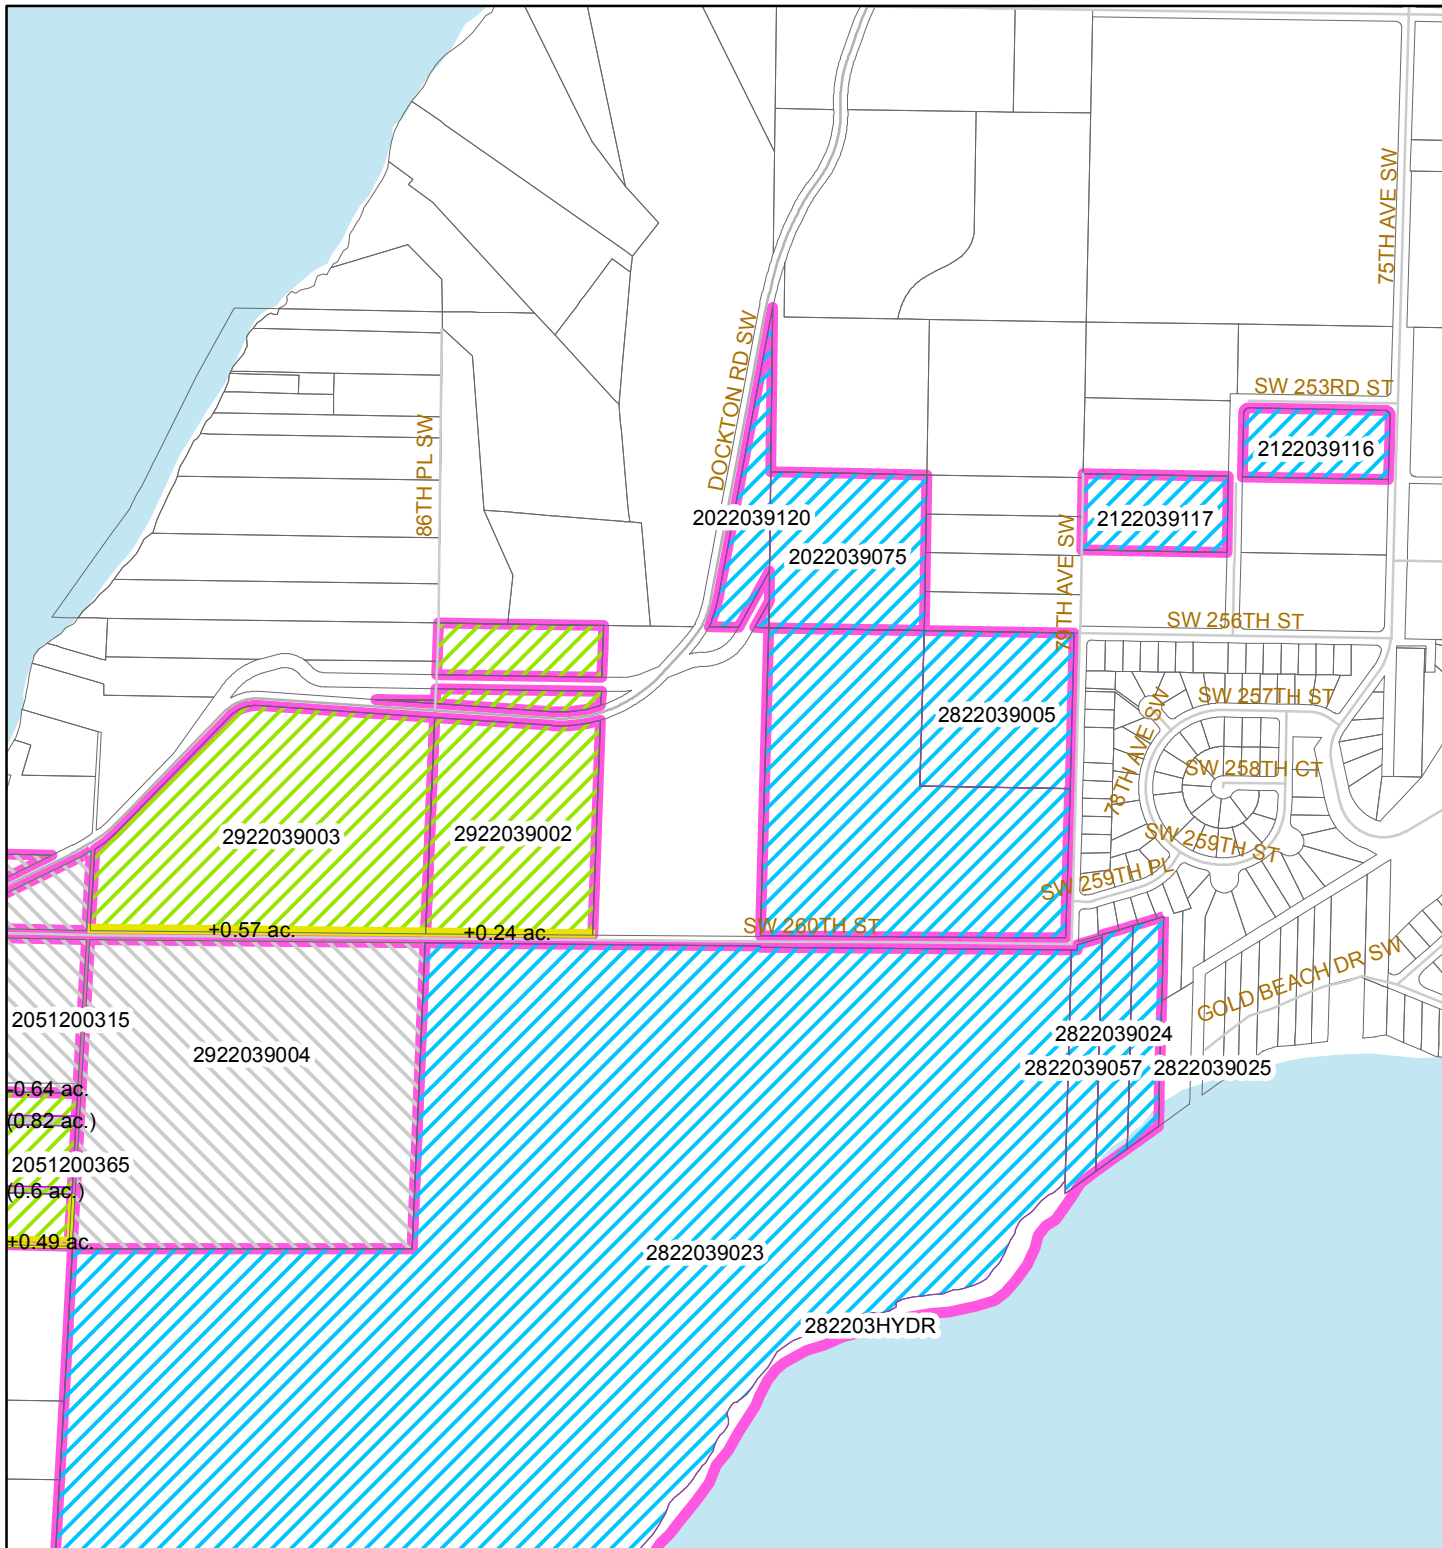 75TH AVE SW
DOCKTON RD SW
SW 253RD ST
86TH PL SW
2122039116
2022039120
2122039117
2022039075
79TH AVE SW
SW 256TH ST
SW 257TH ST
2822039005
78TH AVE SW
SW 258TH CT
2922039003
2922039002
SW 259TH ST
SW 259TH PL
+0.57 ac.
+0.24 ac.
SW 260TH ST
GOLD BEACH DR SW
2051200315
2922039004
2822039024
2822039057
2822039025
-0.64 ac.
(0.82 ac.)
2051200365
(0.6 ac.)
+0.49 ac.
2822039023
282203HYDR